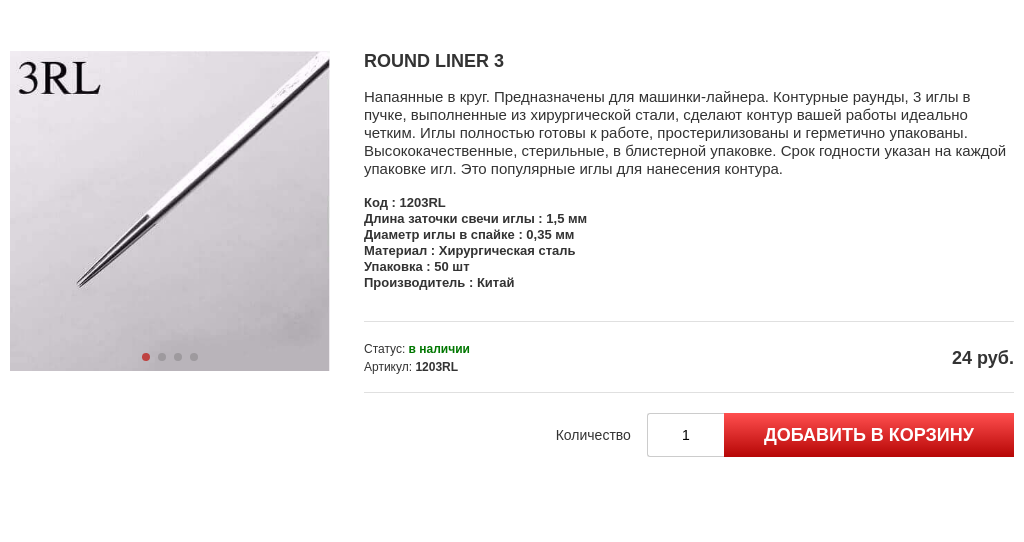 3RL
ROUND LINER 3
Напаянные в круг. Предназначены для машинки-лайнера. Контурные раунды, 3 иглы в
пучке, выполненные из хирургической стали, сделают контур вашей работы идеально
четким. Иглы полностью готовы к работе, простерилизованы и герметично упакованы.
Высококачественные, стерильные, в блистерной упаковке. Срок годности указан на каждой
упаковке игл. Это популярные иглы для нанесения контура.
Код : 1203RL
Длина заточки свечи иглы : 1,5 мм
Диаметр иглы в спайке : 0,35 мм
Материал : Хирургическая сталь
Упаковка : 50 шт
Производитель : Китай
Статус: в наличии
Артикул: 1203RL
24 руб.
Количество
1
ДОБАВИТЬ В КОРЗИНУ